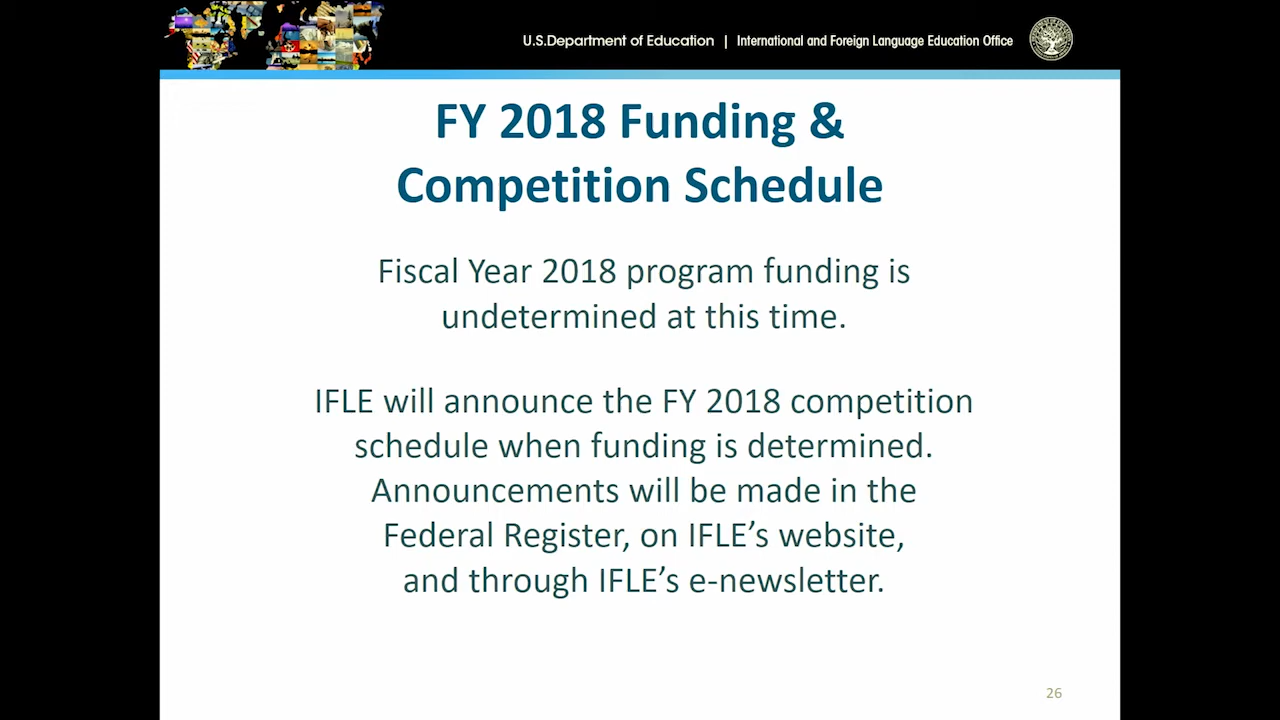 U.S.Department of Education | International and Foreign Language Education Office
FY 2018 Funding &
Competition Schedule
Fiscal Year 2018 program funding is
undetermined at this time.
IFLE will announce the FY 2018 competition
schedule when funding is determined.
Announcements will be made in the
Federal Register, on IFLE’s website,
and through IFLE’s e-newsletter.
26